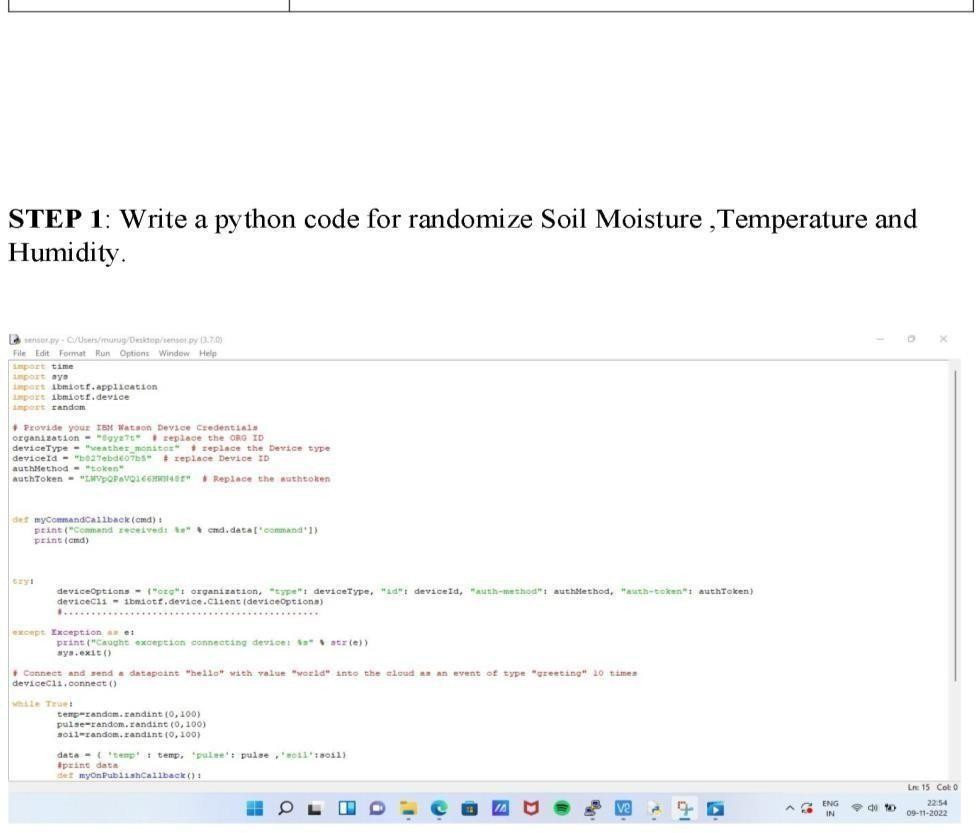 STEP 1: Write a python code for randomize Soil Moisture ,Temperature and
Humidity.
sensor.py - C:/Users/murug/Desktop/sensor.py (3.7.0)
File Edit Format Run Options Window Help
import time
import sys
import ibmiotf.application
import ibmiotf.device
import random
# Provide your IBM Watson Device Credentials
organization = "8gyz7t" # replace the ORG ID
deviceType = "weather_monitor" # replace the Device type
deviceId = "b827ebd607b5" # replace Device ID
authMethod = "token"
authToken = "LWVpQPaVQ166HWN48f" # Replace the authtoken
def myCommandCallback(cmd):
    print("Command received: %s" % cmd.data['command'])
    print(cmd)
try:
        deviceOptions = {"org": organization, "type": deviceType, "id": deviceId, "auth-method": authMethod, "auth-token": authToken}
        deviceCli = ibmiotf.device.Client(deviceOptions)
        #..............................................
except Exception as e:
        print("Caught exception connecting device: %s" % str(e))
        sys.exit()
# Connect and send a datapoint "hello" with value "world" into the cloud as an event of type "greeting" 10 times
deviceCli.connect()
while True:
        temp=random.randint(0,100)
        pulse=random.randint(0,100)
        soil=random.randint(0,100)
        data = { 'temp' : temp, 'pulse': pulse ,'soil':soil}
        #print data
        def myOnPublishCallback():
Ln: 15 Col: 0
ENG
IN
22:54
09-11-2022